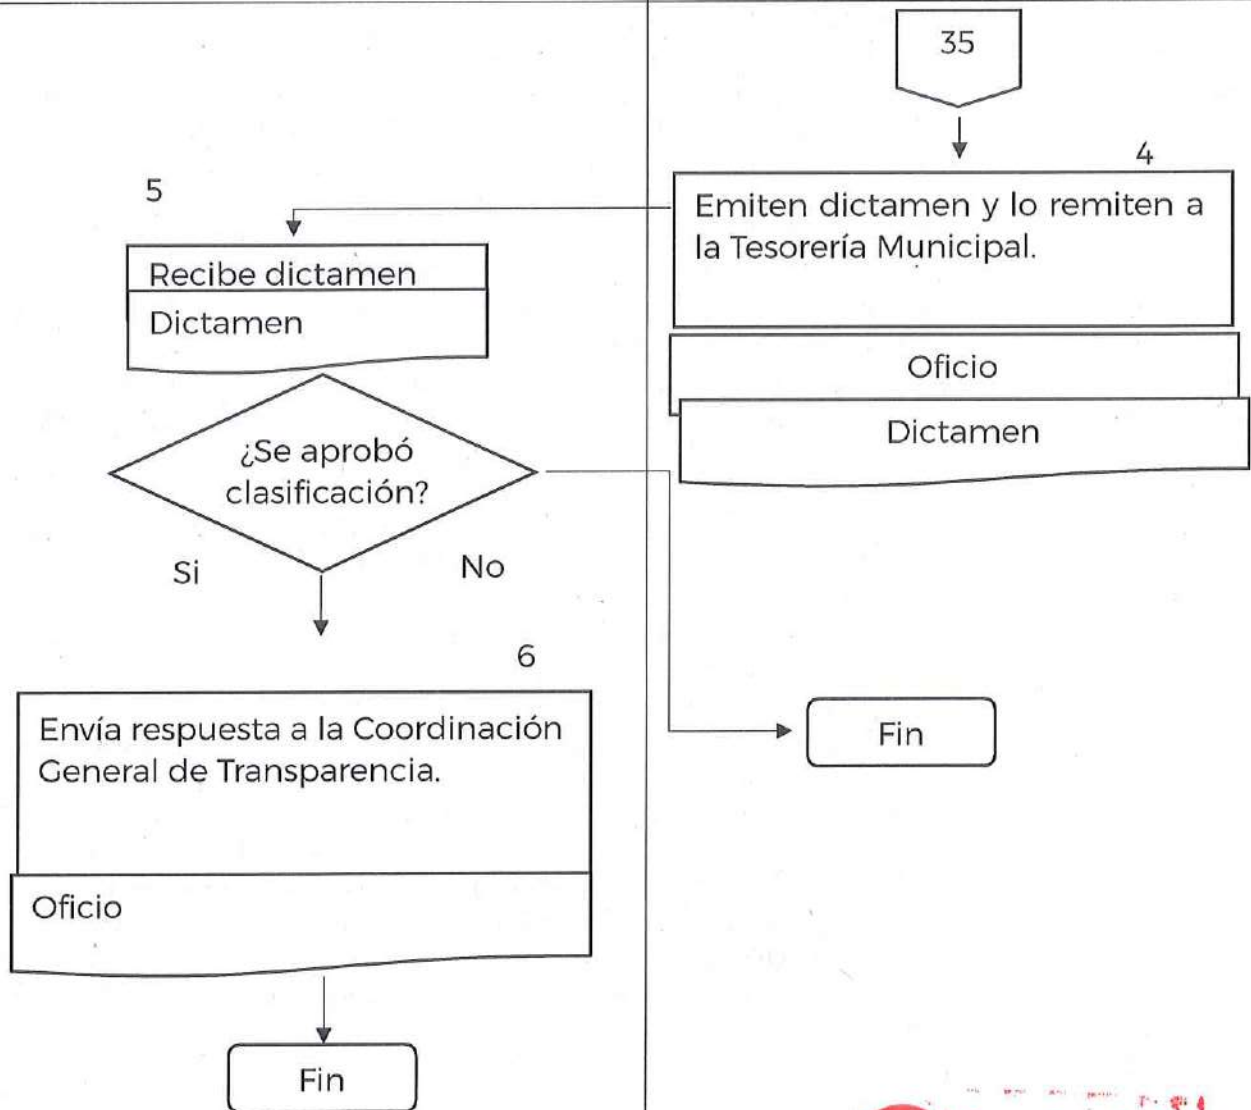 35
4
Emiten dictamen y lo remiten a
la Tesorería Municipal.
Oficio
Dictamen
5
Recibe dictamen
Dictamen
¿Se aprobó
clasificación?
Si
No
6
Envía respuesta a la Coordinación
General de Transparencia.
Oficio
Fin
Fin